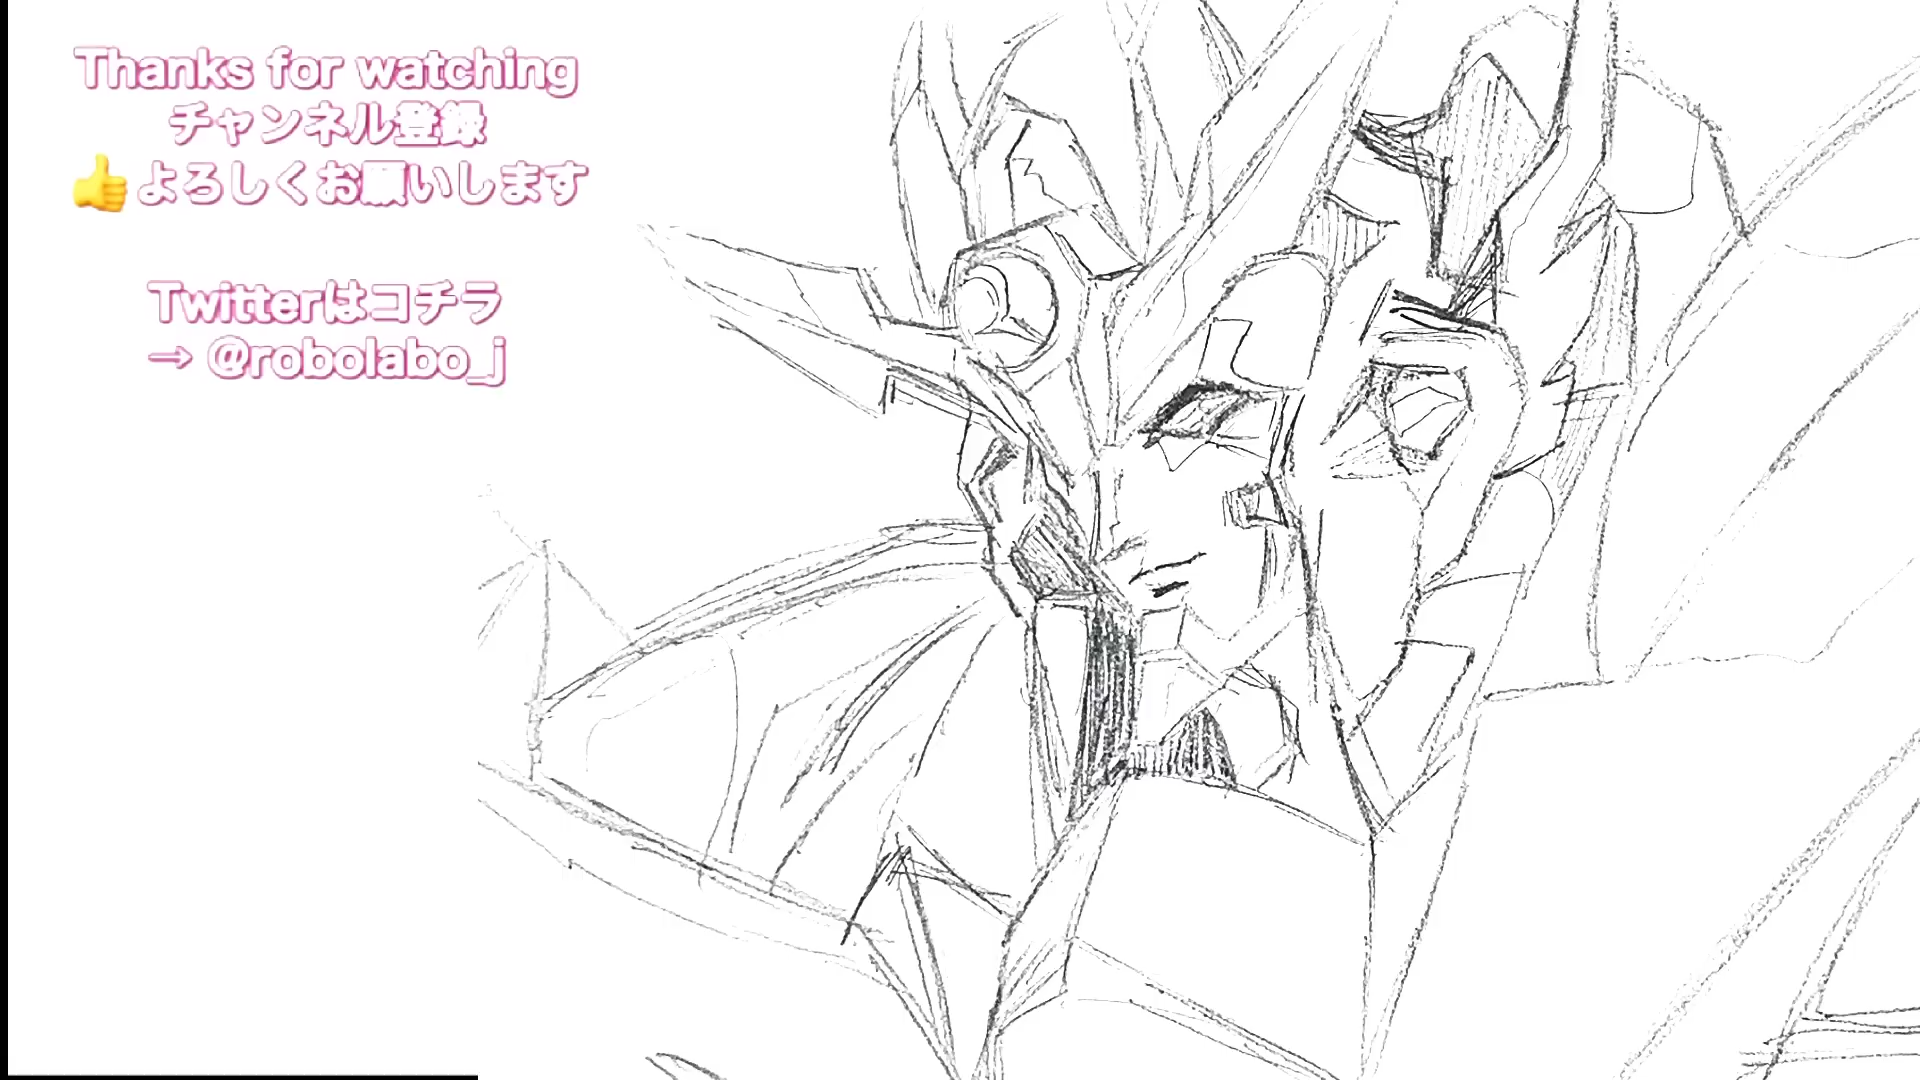 Thanks for watching
チャンネル登録
👍よろしくお願いします
Twitterはコチラ
→ @robolabo_j